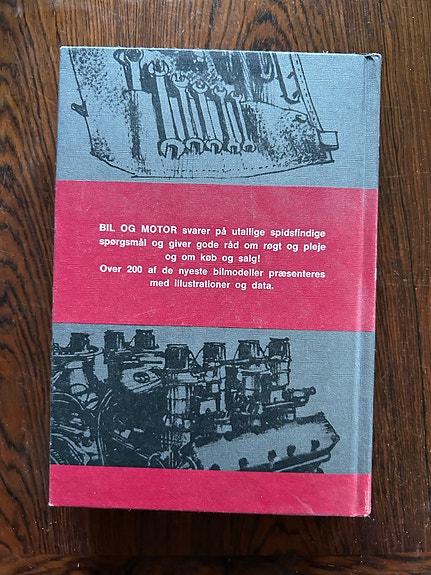 BIL OG MOTOR svarer på utallige spidsfindige
spørgsmål og giver gode råd om røgt og pleje
og om køb og salg!
Over 200 af de nyeste bilmodeller præsenteres
med illustrationer og data.